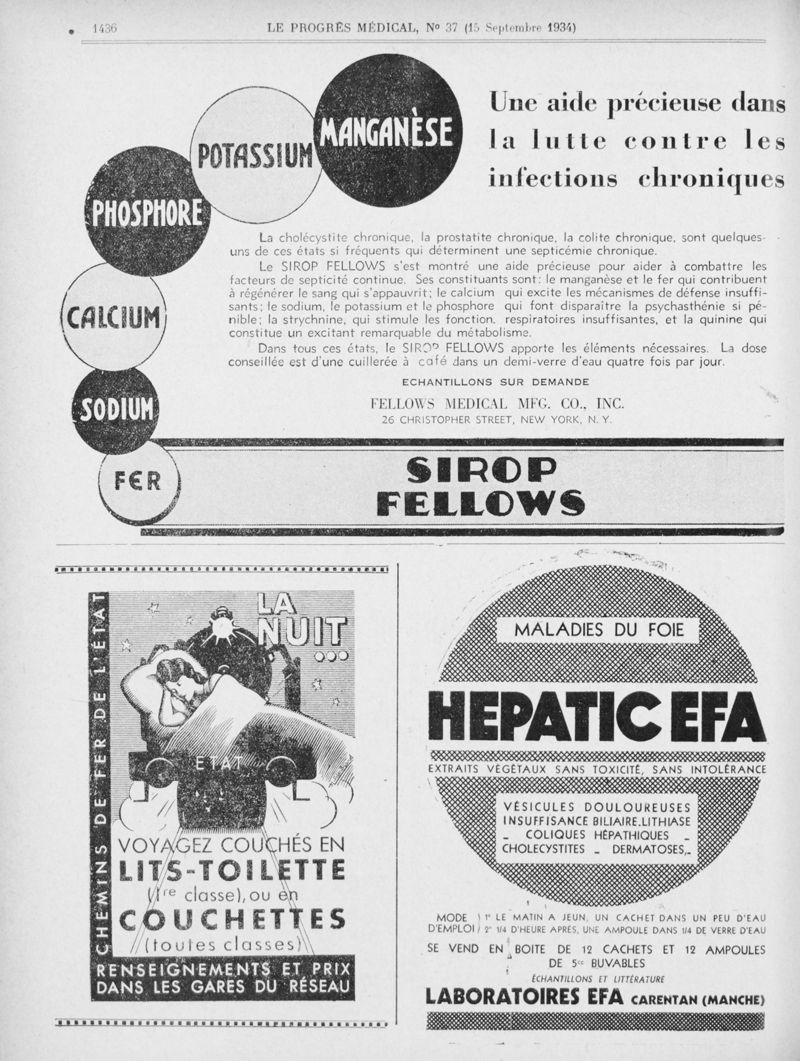 1436
LE PROGRÈS MÉDICAL, Nº 37 (15 Septembre 1934)
MANGANÈSE
POTASSIUM
PHOSPHORE
CALCIUM
SODIUM
FER
Une aide précieuse dans
la lutte contre les
infections chroniques
La cholécystite chronique, la prostatite chronique, la colite chronique, sont quelques-
uns de ces états si fréquents qui déterminent une septicémie chronique.
Le SIROP FELLOWS s'est montré une aide précieuse pour aider à combattre les
facteurs de septicité continue. Ses constituants sont: le manganèse et le fer qui contribuent
à régénérer le sang qui s'appauvrit; le calcium qui excite les mécanismes de défense insuffi-
sants; le sodium, le potassium et le phosphore qui font disparaître la psychasthénie si pé-
nible; la strychnine, qui stimule les fonction. respiratoires insuffisantes, et la quinine qui
constitue un excitant remarquable du métabolisme.
Dans tous ces états, le SIROP FELLOWS apporte les éléments nécessaires. La dose
conseillée est d'une cuillerée à café dans un demi-verre d'eau quatre fois par jour.
ECHANTILLONS SUR DEMANDE
FELLOWS MEDICAL MFG. CO., INC.
26 CHRISTOPHER STREET, NEW YORK, N. Y.
SIROP
FELLOWS
CHEMINS DE FER DE L'ÉTAT
LA
NUIT...
ETAT
VOYAGEZ COUCHÉS EN
LITS-TOILETTE
(1re classe), ou en
COUCHETTES
(toutes classes)
RENSEIGNEMENTS ET PRIX
DANS LES GARES DU RÉSEAU
MALADIES DU FOIE
HEPATIC EFA
EXTRAITS VÉGÉTAUX SANS TOXICITÉ, SANS INTOLÉRANCE
VÉSICULES DOULOUREUSES
INSUFFISANCE BILIAIRE.LITHIASE
_ COLIQUES HÉPATHIQUES _
CHOLECYSTITES _ DERMATOSES._
MODE } 1º LE MATIN A JEUN, UN CACHET DANS UN PEU D'EAU
D'EMPLOI } 2º 1/4 D'HEURE APRÈS, UNE AMPOULE DANS 1/4 DE VERRE D'EAU
SE VEND EN BOITE DE 12 CACHETS ET 12 AMPOULES
DE 5cc BUVABLES
ÉCHANTILLONS ET LITTÉRATURE
LABORATOIRES EFA CARENTAN (MANCHE)